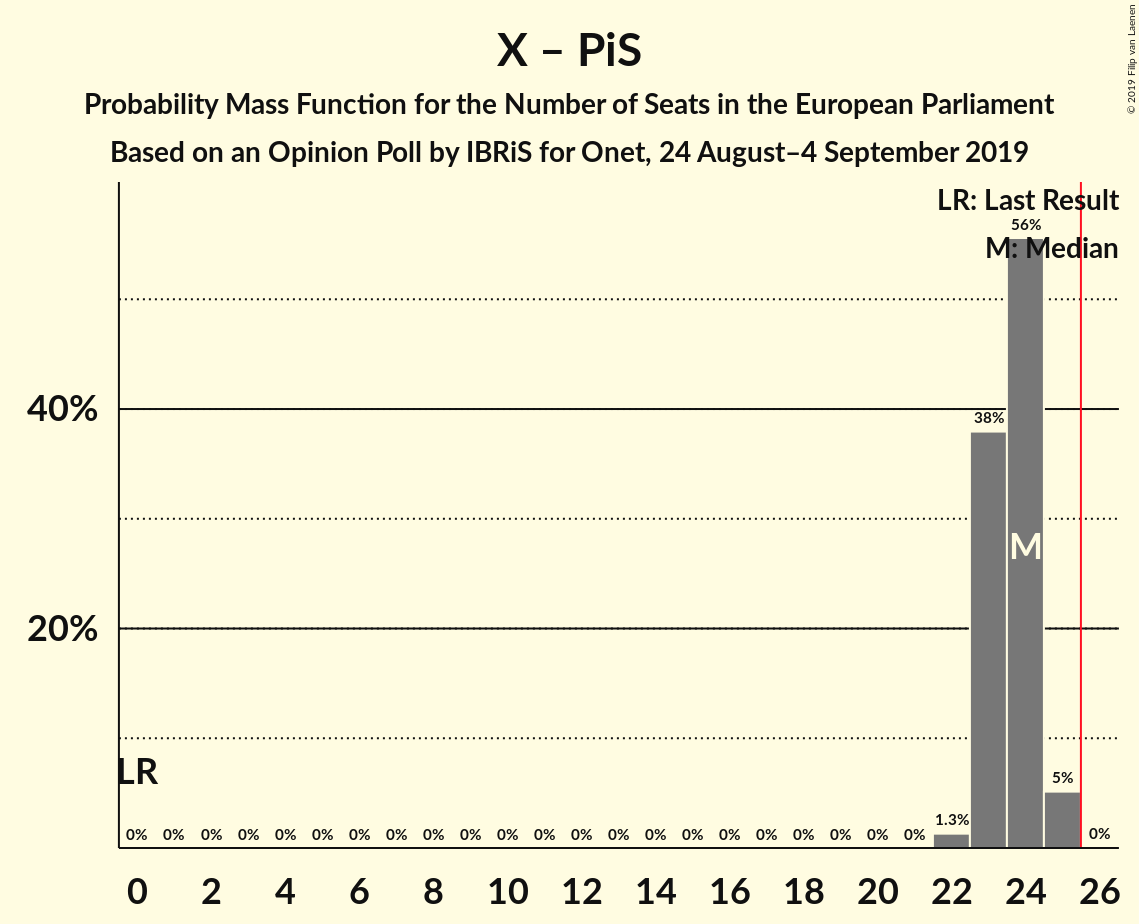 X – PiS
Probability Mass Function for the Number of Seats in the European Parliament
Based on an Opinion Poll by IBRiS for Onet, 24 August–4 September 2019
© 2019 Filip van Laenen
LR: Last Result
M: Median
56%
40%
38%
M
20%
LR
5%
1.3%
0% 0% 0% 0% 0% 0% 0% 0% 0% 0% 0% 0% 0% 0% 0% 0% 0% 0% 0% 0% 0% 0% 0%
0 2 4 6 8 10 12 14 16 18 20 22 24 26